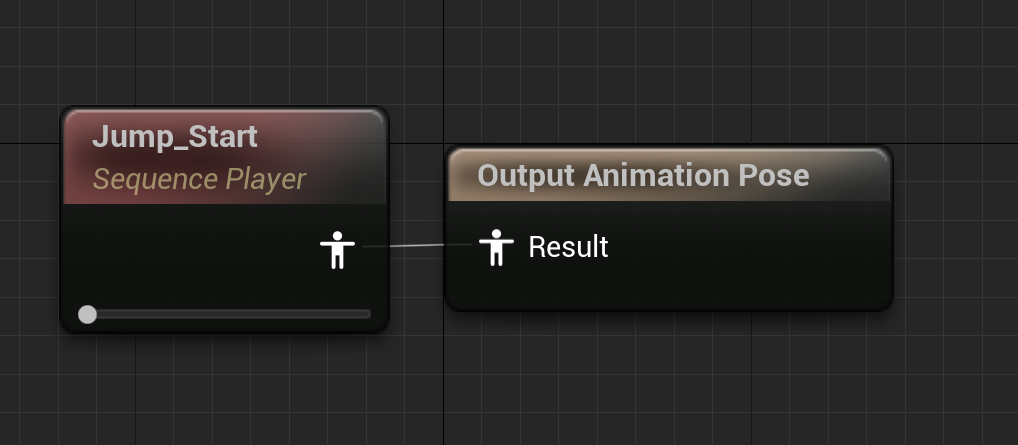 Jump_Start
Sequence Player
Output Animation Pose
Result